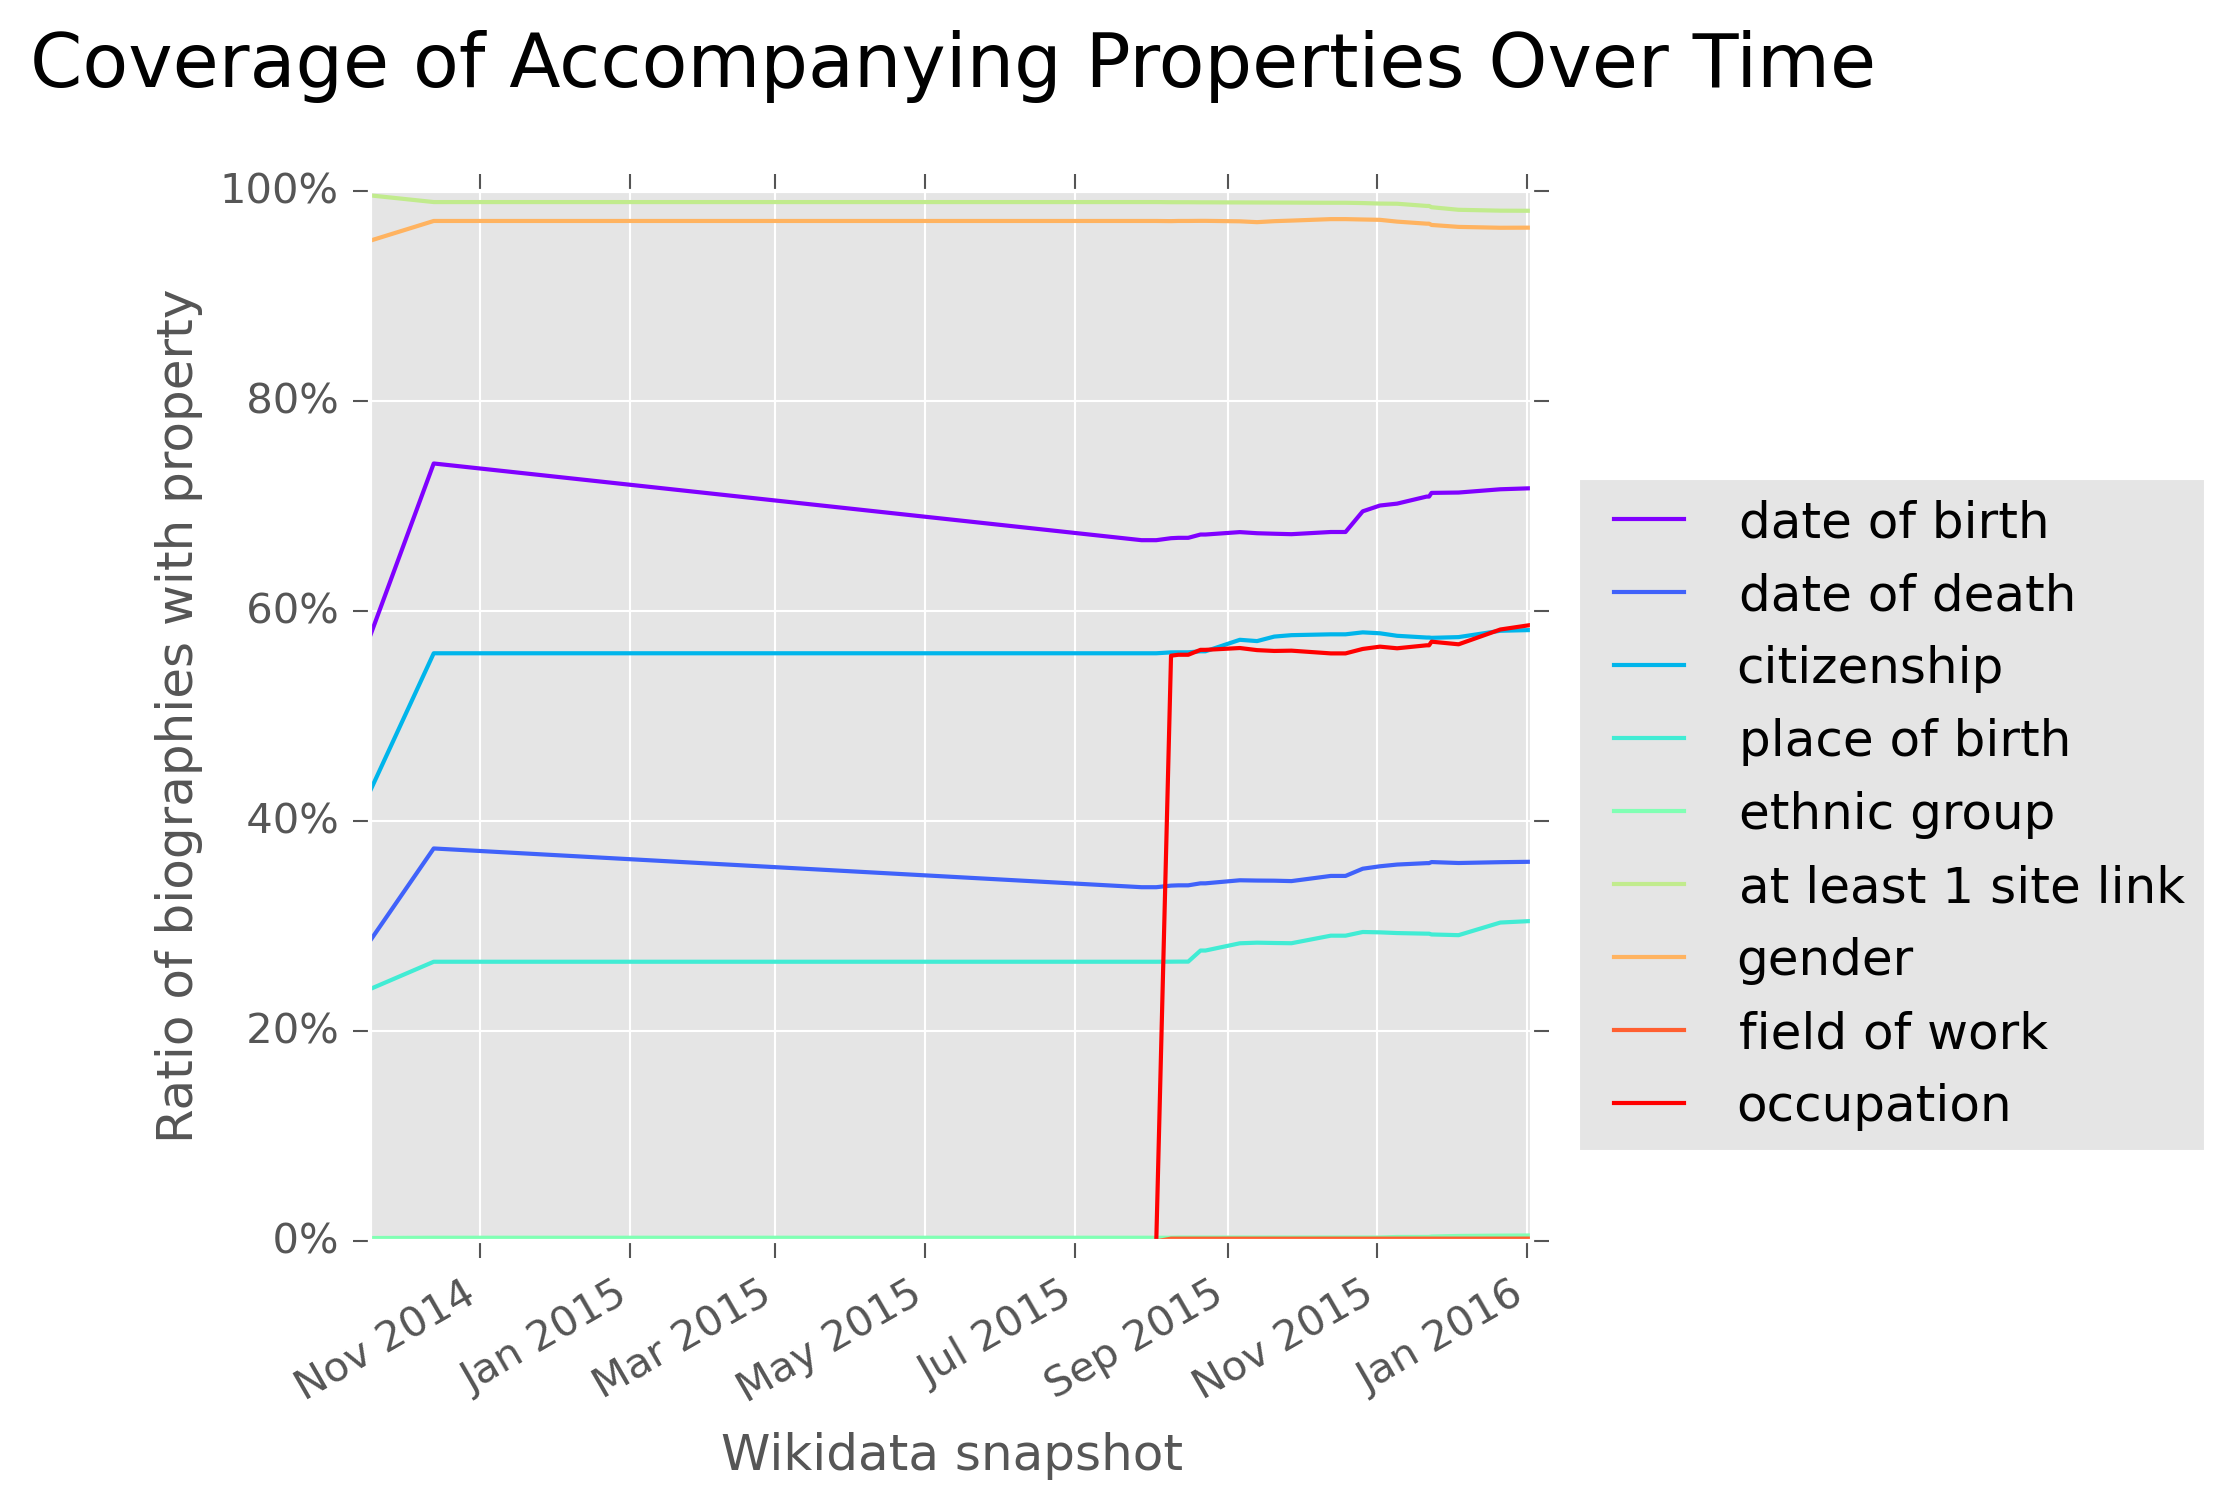 Coverage of Accompanying Properties Over Time
Ratio of biographies with property
100%
80%
60%
40%
20%
0%
Nov 2014
Jan 2015
Mar 2015
May 2015
Jul 2015
Sep 2015
Nov 2015
Jan 2016
Wikidata snapshot
date of birth
date of death
citizenship
place of birth
ethnic group
at least 1 site link
gender
field of work
occupation